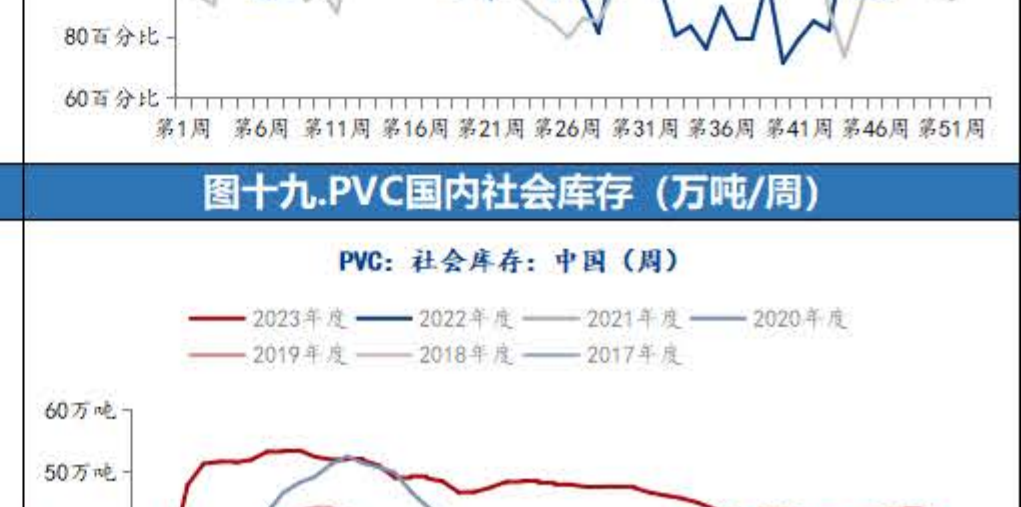 80百分比
60百分比
第1周 第6周 第11周 第16周 第21周 第26周 第31周 第36周 第41周 第46周 第51周
图十九.PVC国内社会库存（万吨/周）
PVC: 社会库存: 中国（周）
2023年度 2022年度 2021年度 2020年度
2019年度 2018年度 2017年度
60万吨
50万吨